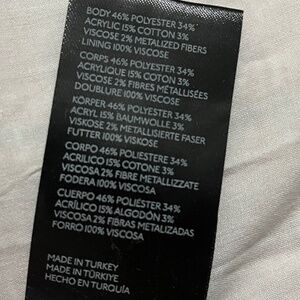 BODY 46% POLYESTER 34%
ACRYLIC 15% COTTON 3%
VISCOSE 2% METALIZED FIBERS
LINING 100% VISCOSE
CORPS 46% POLYESTER 34%
ACRYLIQUE 15% COTON 3%
VISCOSE 2% FIBRES MÉTALLISÉES
DOUBLURE 100% VISCOSE
KÖRPER 46% POLYESTER 34%
ACRYL 15% BAUMWOLLE 3%
VISKOSE 2% METALLISIERTE FASER
FUTTER 100% VISKOSE
CORPO 46% POLIESTERE 34%
ACRILICO 15% COTONE 3%
VISCOSA 2% FIBRE METALLIZZATE
FODERA 100% VISCOSA
CUERPO 46% POLIÉSTER 34%
ACRÍLICO 15% ALGODÓN 3%
VISCOSA 2% FIBRAS METALIZADAS
FORRO 100% VISCOSA
MADE IN TURKEY
MADE IN TÜRKIYE
HECHO EN TURQUÍA